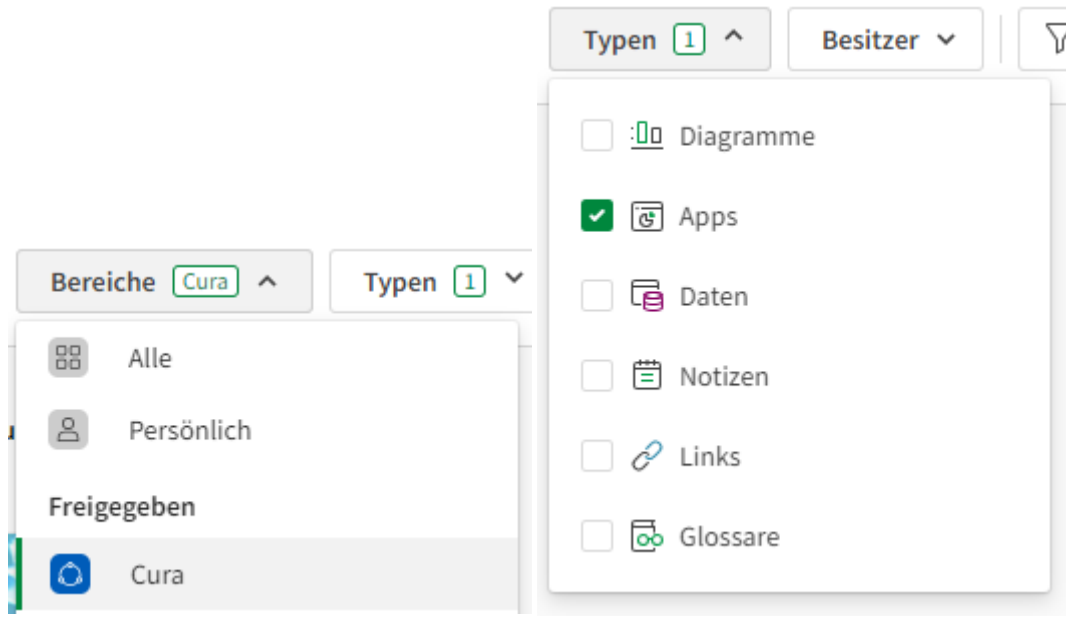 Bereiche Cura
Typen 1
Alle
Persönlich
Freigegeben
Cura
Typen 1
Besitzer
Diagramme
Apps
Daten
Notizen
Links
Glossare